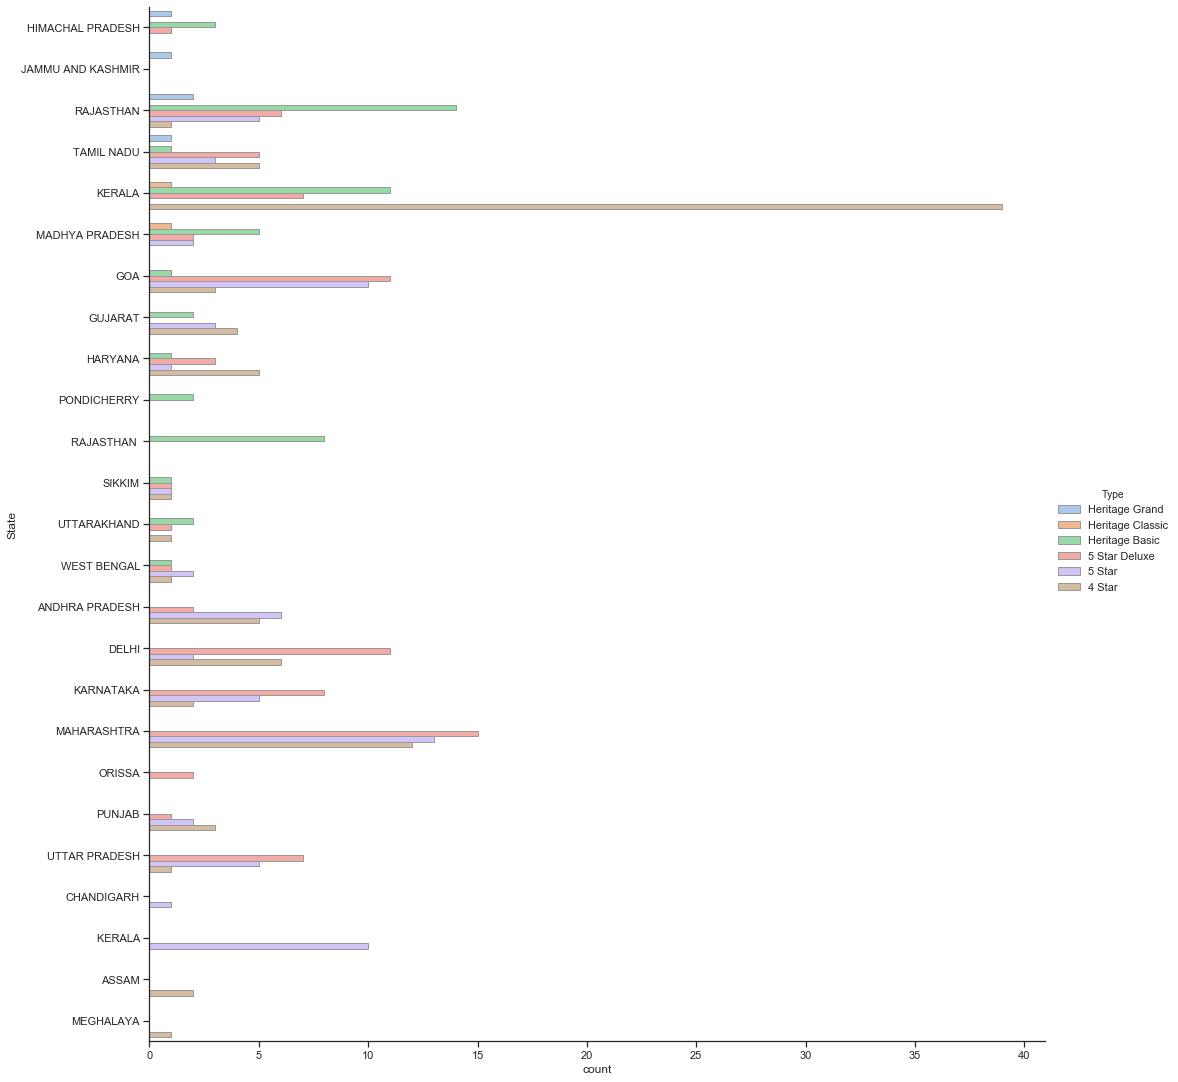 HIMACHAL PRADESH
JAMMU AND KASHMIR
RAJASTHAN
TAMIL NADU
KERALA
MADHYA PRADESH
GOA
GUJARAT
HARYANA
PONDICHERRY
RAJASTHAN
SIKKIM
UTTARAKHAND
WEST BENGAL
ANDHRA PRADESH
DELHI
KARNATAKA
MAHARASHTRA
ORISSA
PUNJAB
UTTAR PRADESH
CHANDIGARH
KERALA
ASSAM
MEGHALAYA
State
0 5 10 15 20 25 30 35 40
count
Type
Heritage Grand
Heritage Classic
Heritage Basic
5 Star Deluxe
5 Star
4 Star